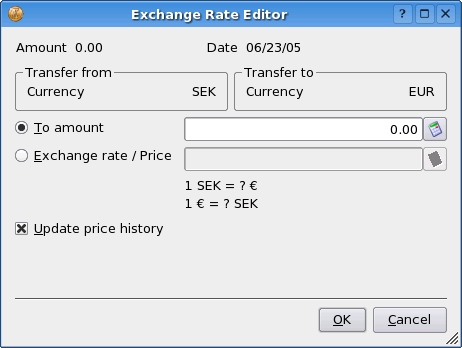 Exchange Rate Editor
Amount 0.00 Date 06/23/05
Transfer from Transfer to
Currency SEK Currency EUR
To amount 0.00
Exchange rate / Price
1 SEK = ? €
1 € = ? SEK
Update price history
OK Cancel